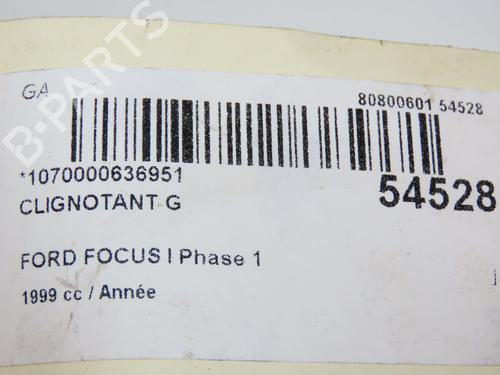 GA
80800601 54528
*1070000636951
54528
CLIGNOTANT G
FORD FOCUS I Phase 1
1999 cc / Année
B-PARTS